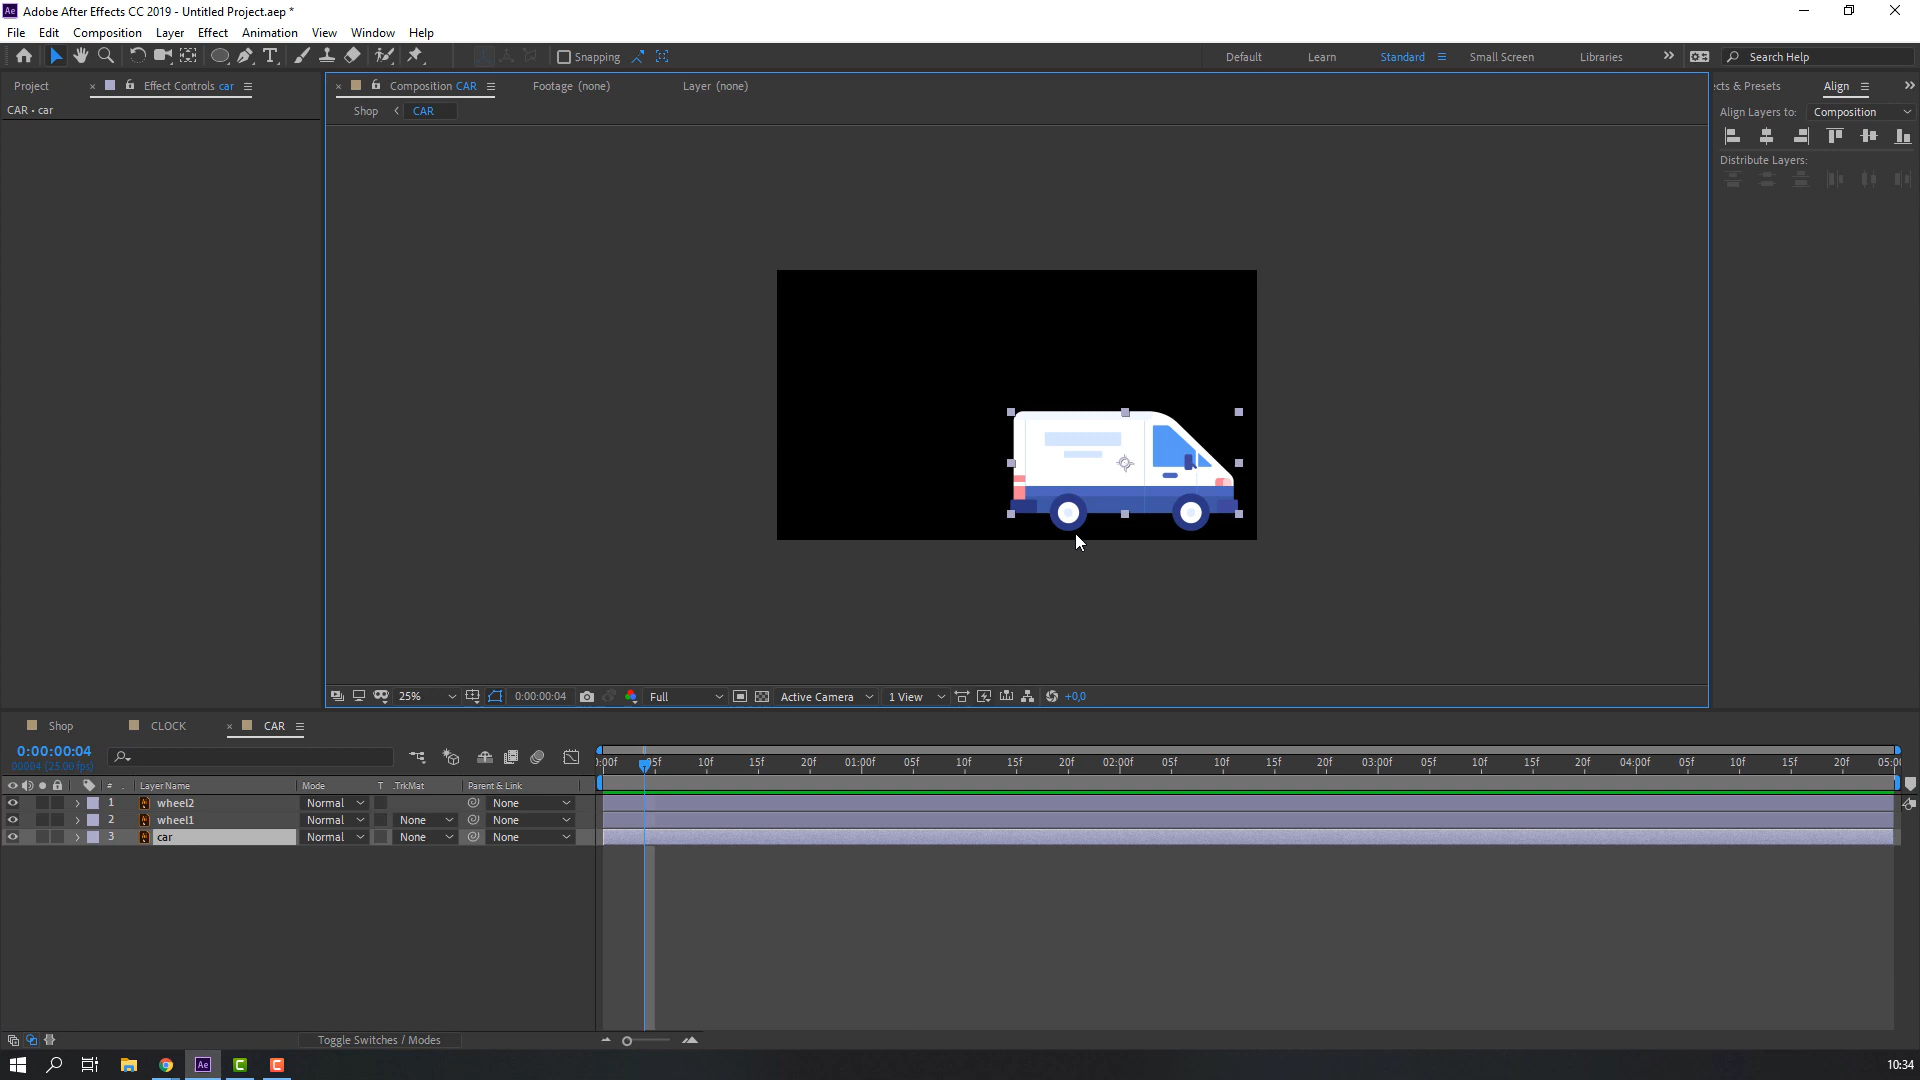 Adobe After Effects CC 2019 - Untitled Project.aep *
File Edit Composition Layer Effect Animation View Window Help
Snapping Default Learn Standard Small Screen Libraries Search Help
Project Effect Controls car Composition CAR Footage (none) Layer (none) cts & Presets Align
CAR • car Shop CAR Align Layers to: Composition
Distribute Layers:
25% 0:00:00:04 Full Active Camera 1 View +0,0
Shop CLOCK CAR
0:00:00:04
00004 (25.00 fps)
:00f 05f 10f 15f 20f 01:00f 05f 10f 15f 20f 02:00f 05f 10f 15f 20f 03:00f 05f 10f 15f 20f 04:00f 05f 10f 15f 20f 05:00
# Layer Name Mode T .TrkMat Parent & Link
1 wheel2 Normal None
2 wheel1 Normal None None
3 car Normal None None
Toggle Switches / Modes
10:34